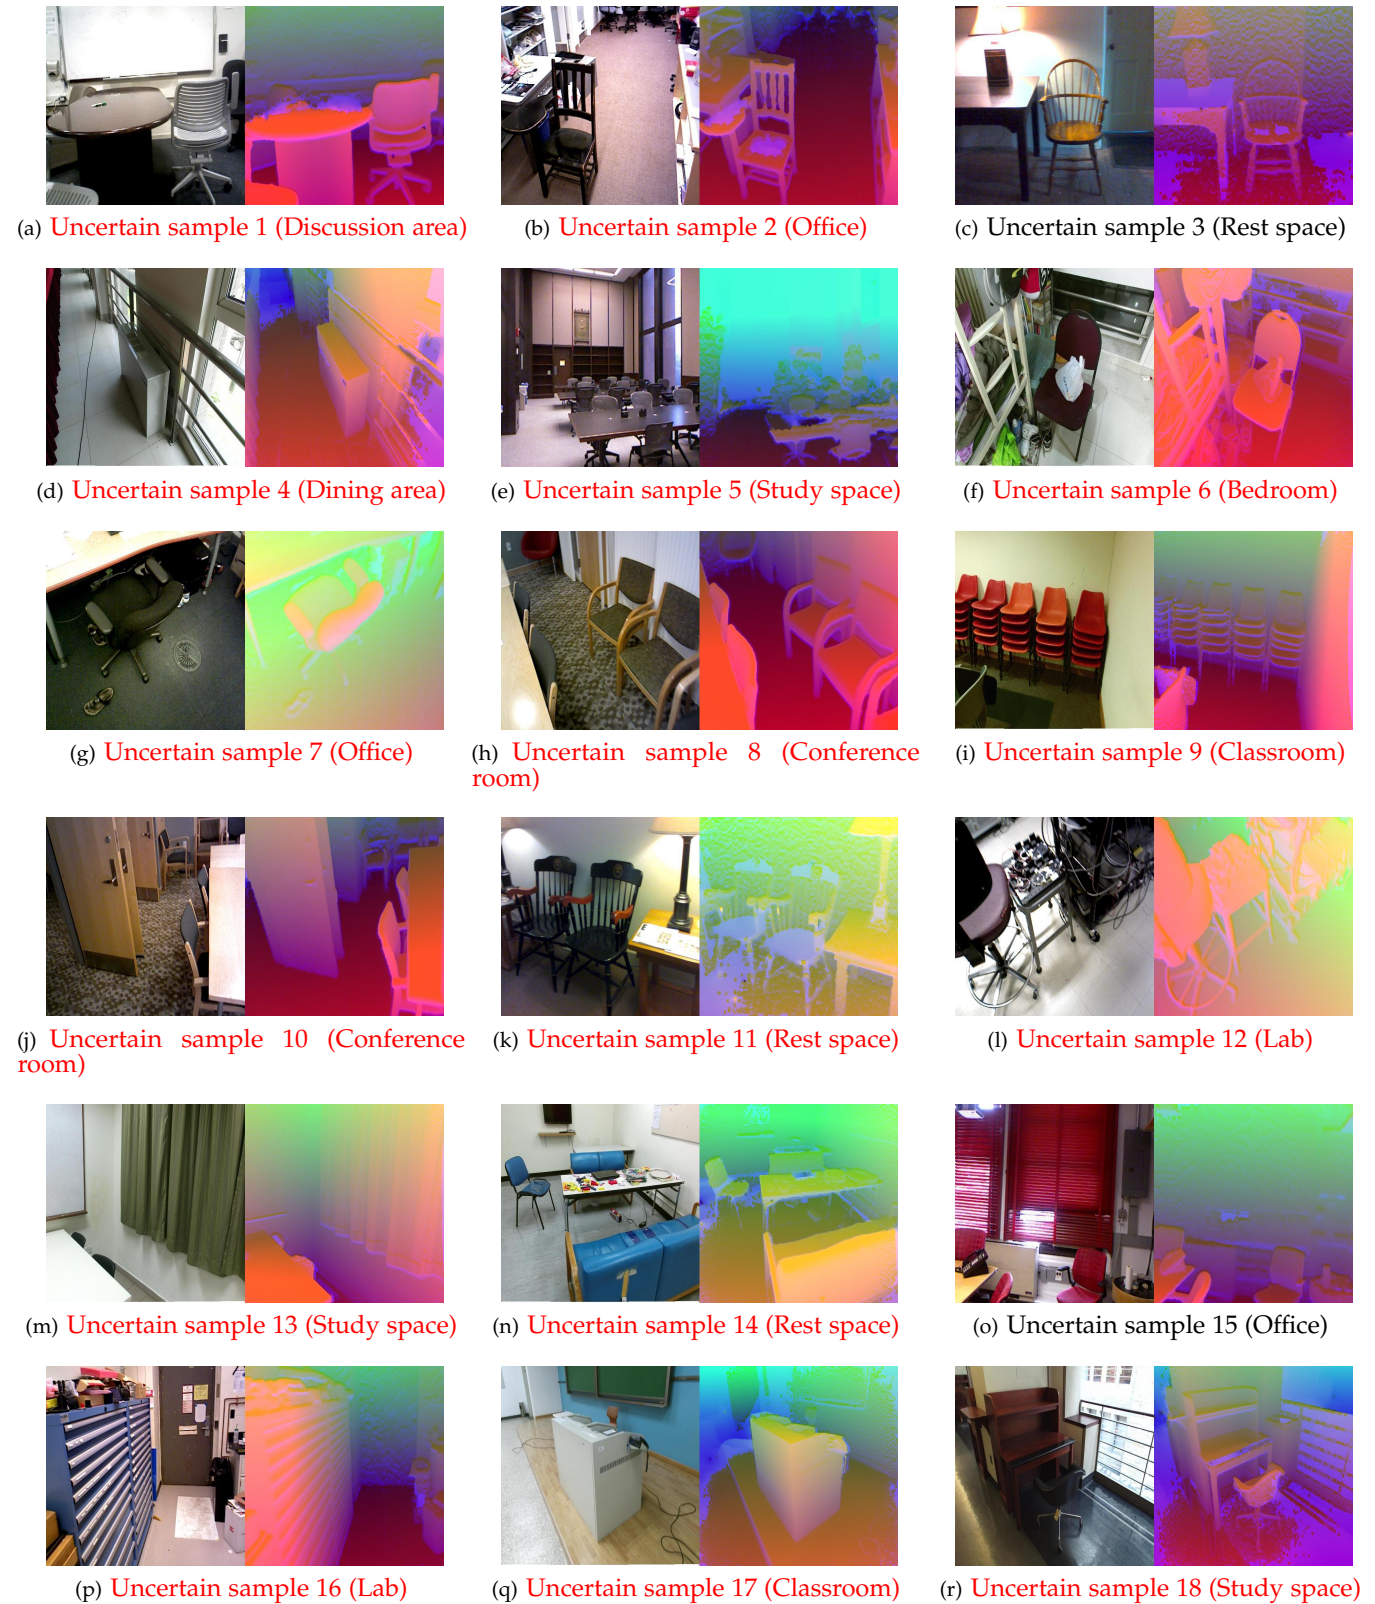 (a) Uncertain sample 1 (Discussion area)
(b) Uncertain sample 2 (Office)
(c) Uncertain sample 3 (Rest space)
(d) Uncertain sample 4 (Dining area)
(e) Uncertain sample 5 (Study space)
(f) Uncertain sample 6 (Bedroom)
(g) Uncertain sample 7 (Office)
(h) Uncertain sample 8 (Conference
room)
(i) Uncertain sample 9 (Classroom)
(j) Uncertain sample 10 (Conference
room)
(k) Uncertain sample 11 (Rest space)
(l) Uncertain sample 12 (Lab)
(m) Uncertain sample 13 (Study space)
(n) Uncertain sample 14 (Rest space)
(o) Uncertain sample 15 (Office)
(p) Uncertain sample 16 (Lab)
(q) Uncertain sample 17 (Classroom)
(r) Uncertain sample 18 (Study space)